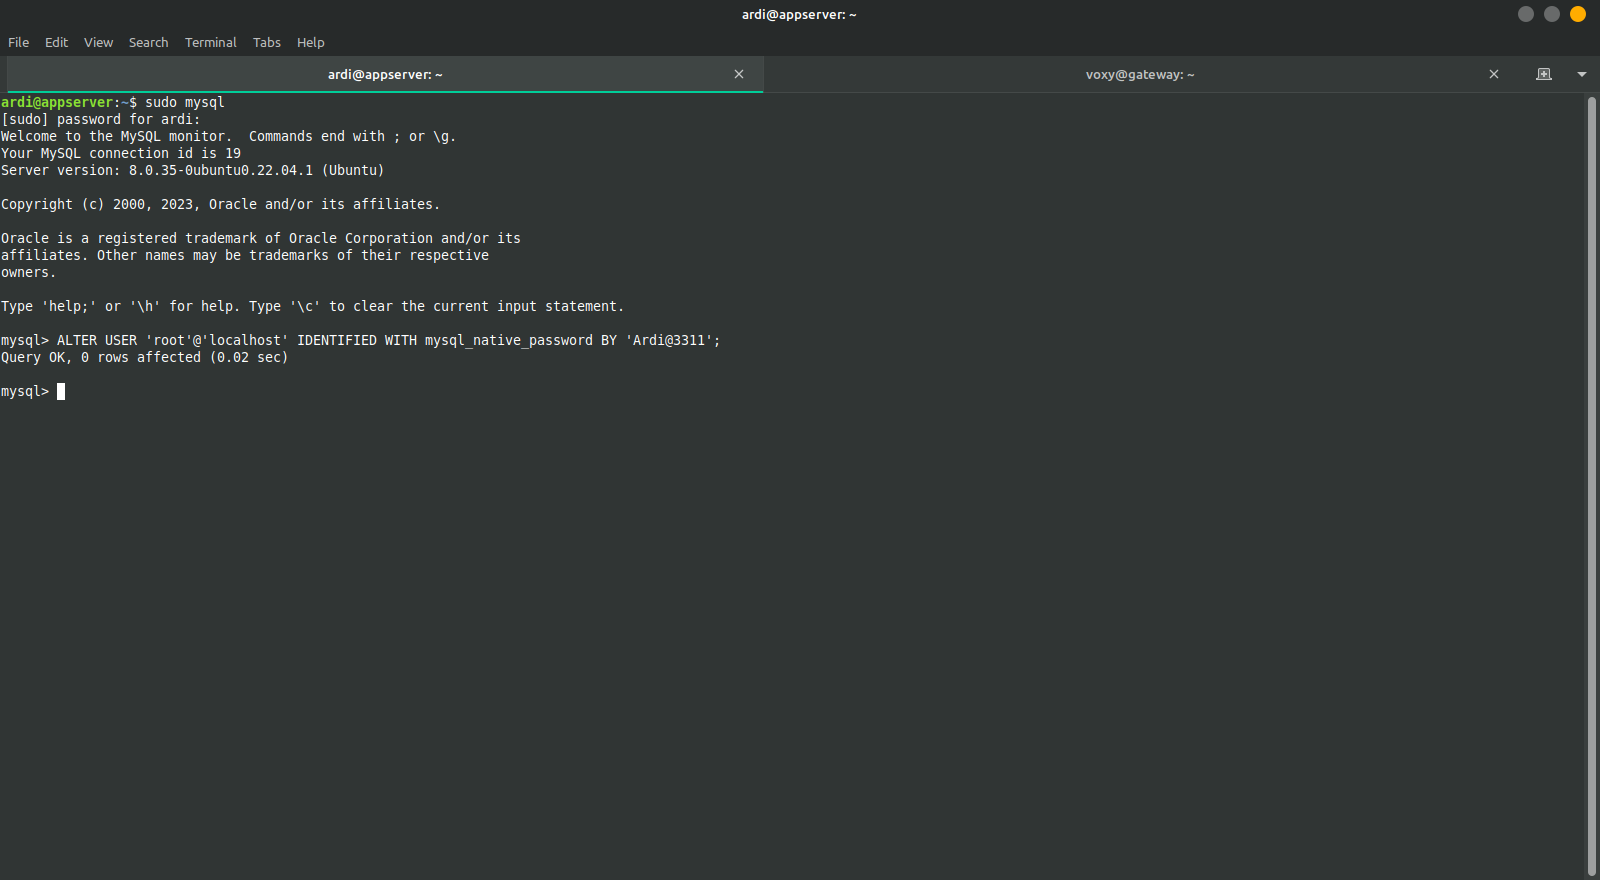 ardi@appserver: ~
File Edit View Search Terminal Tabs Help
ardi@appserver: ~ × voxy@gateway: ~ ×
ardi@appserver:~$ sudo mysql
[sudo] password for ardi:
Welcome to the MySQL monitor.  Commands end with ; or \g.
Your MySQL connection id is 19
Server version: 8.0.35-0ubuntu0.22.04.1 (Ubuntu)
Copyright (c) 2000, 2023, Oracle and/or its affiliates.
Oracle is a registered trademark of Oracle Corporation and/or its
affiliates. Other names may be trademarks of their respective
owners.
Type 'help;' or '\h' for help. Type '\c' to clear the current input statement.
mysql> ALTER USER 'root'@'localhost' IDENTIFIED WITH mysql_native_password BY 'Ardi@3311';
Query OK, 0 rows affected (0.02 sec)
mysql>